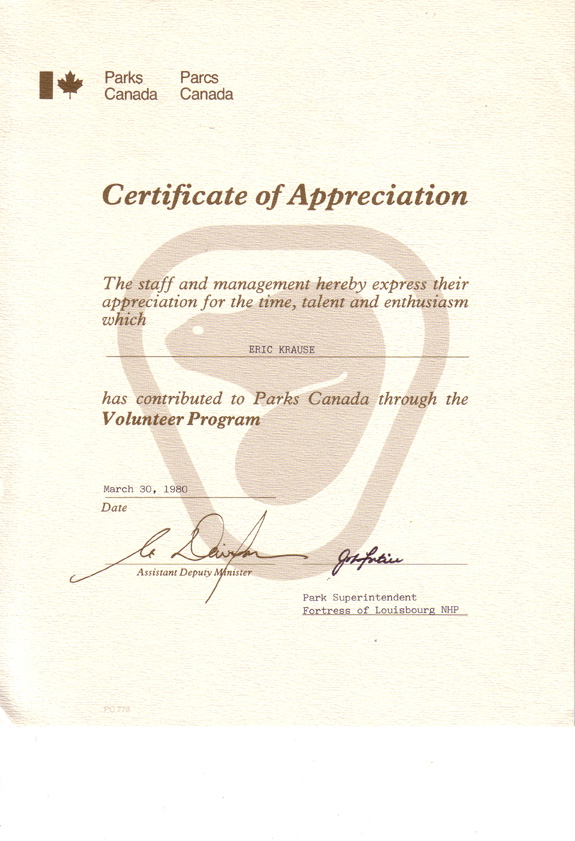 Parks Parcs
Canada Canada
Certificate of Appreciation
The staff and management hereby express their
appreciation for the time, talent and enthusiasm
which
ERIC KRAUSE
has contributed to Parks Canada through the
Volunteer Program
March 30, 1980
Date
Assistant Deputy Minister
Park Superintendent
Fortress of Louisbourg NHP